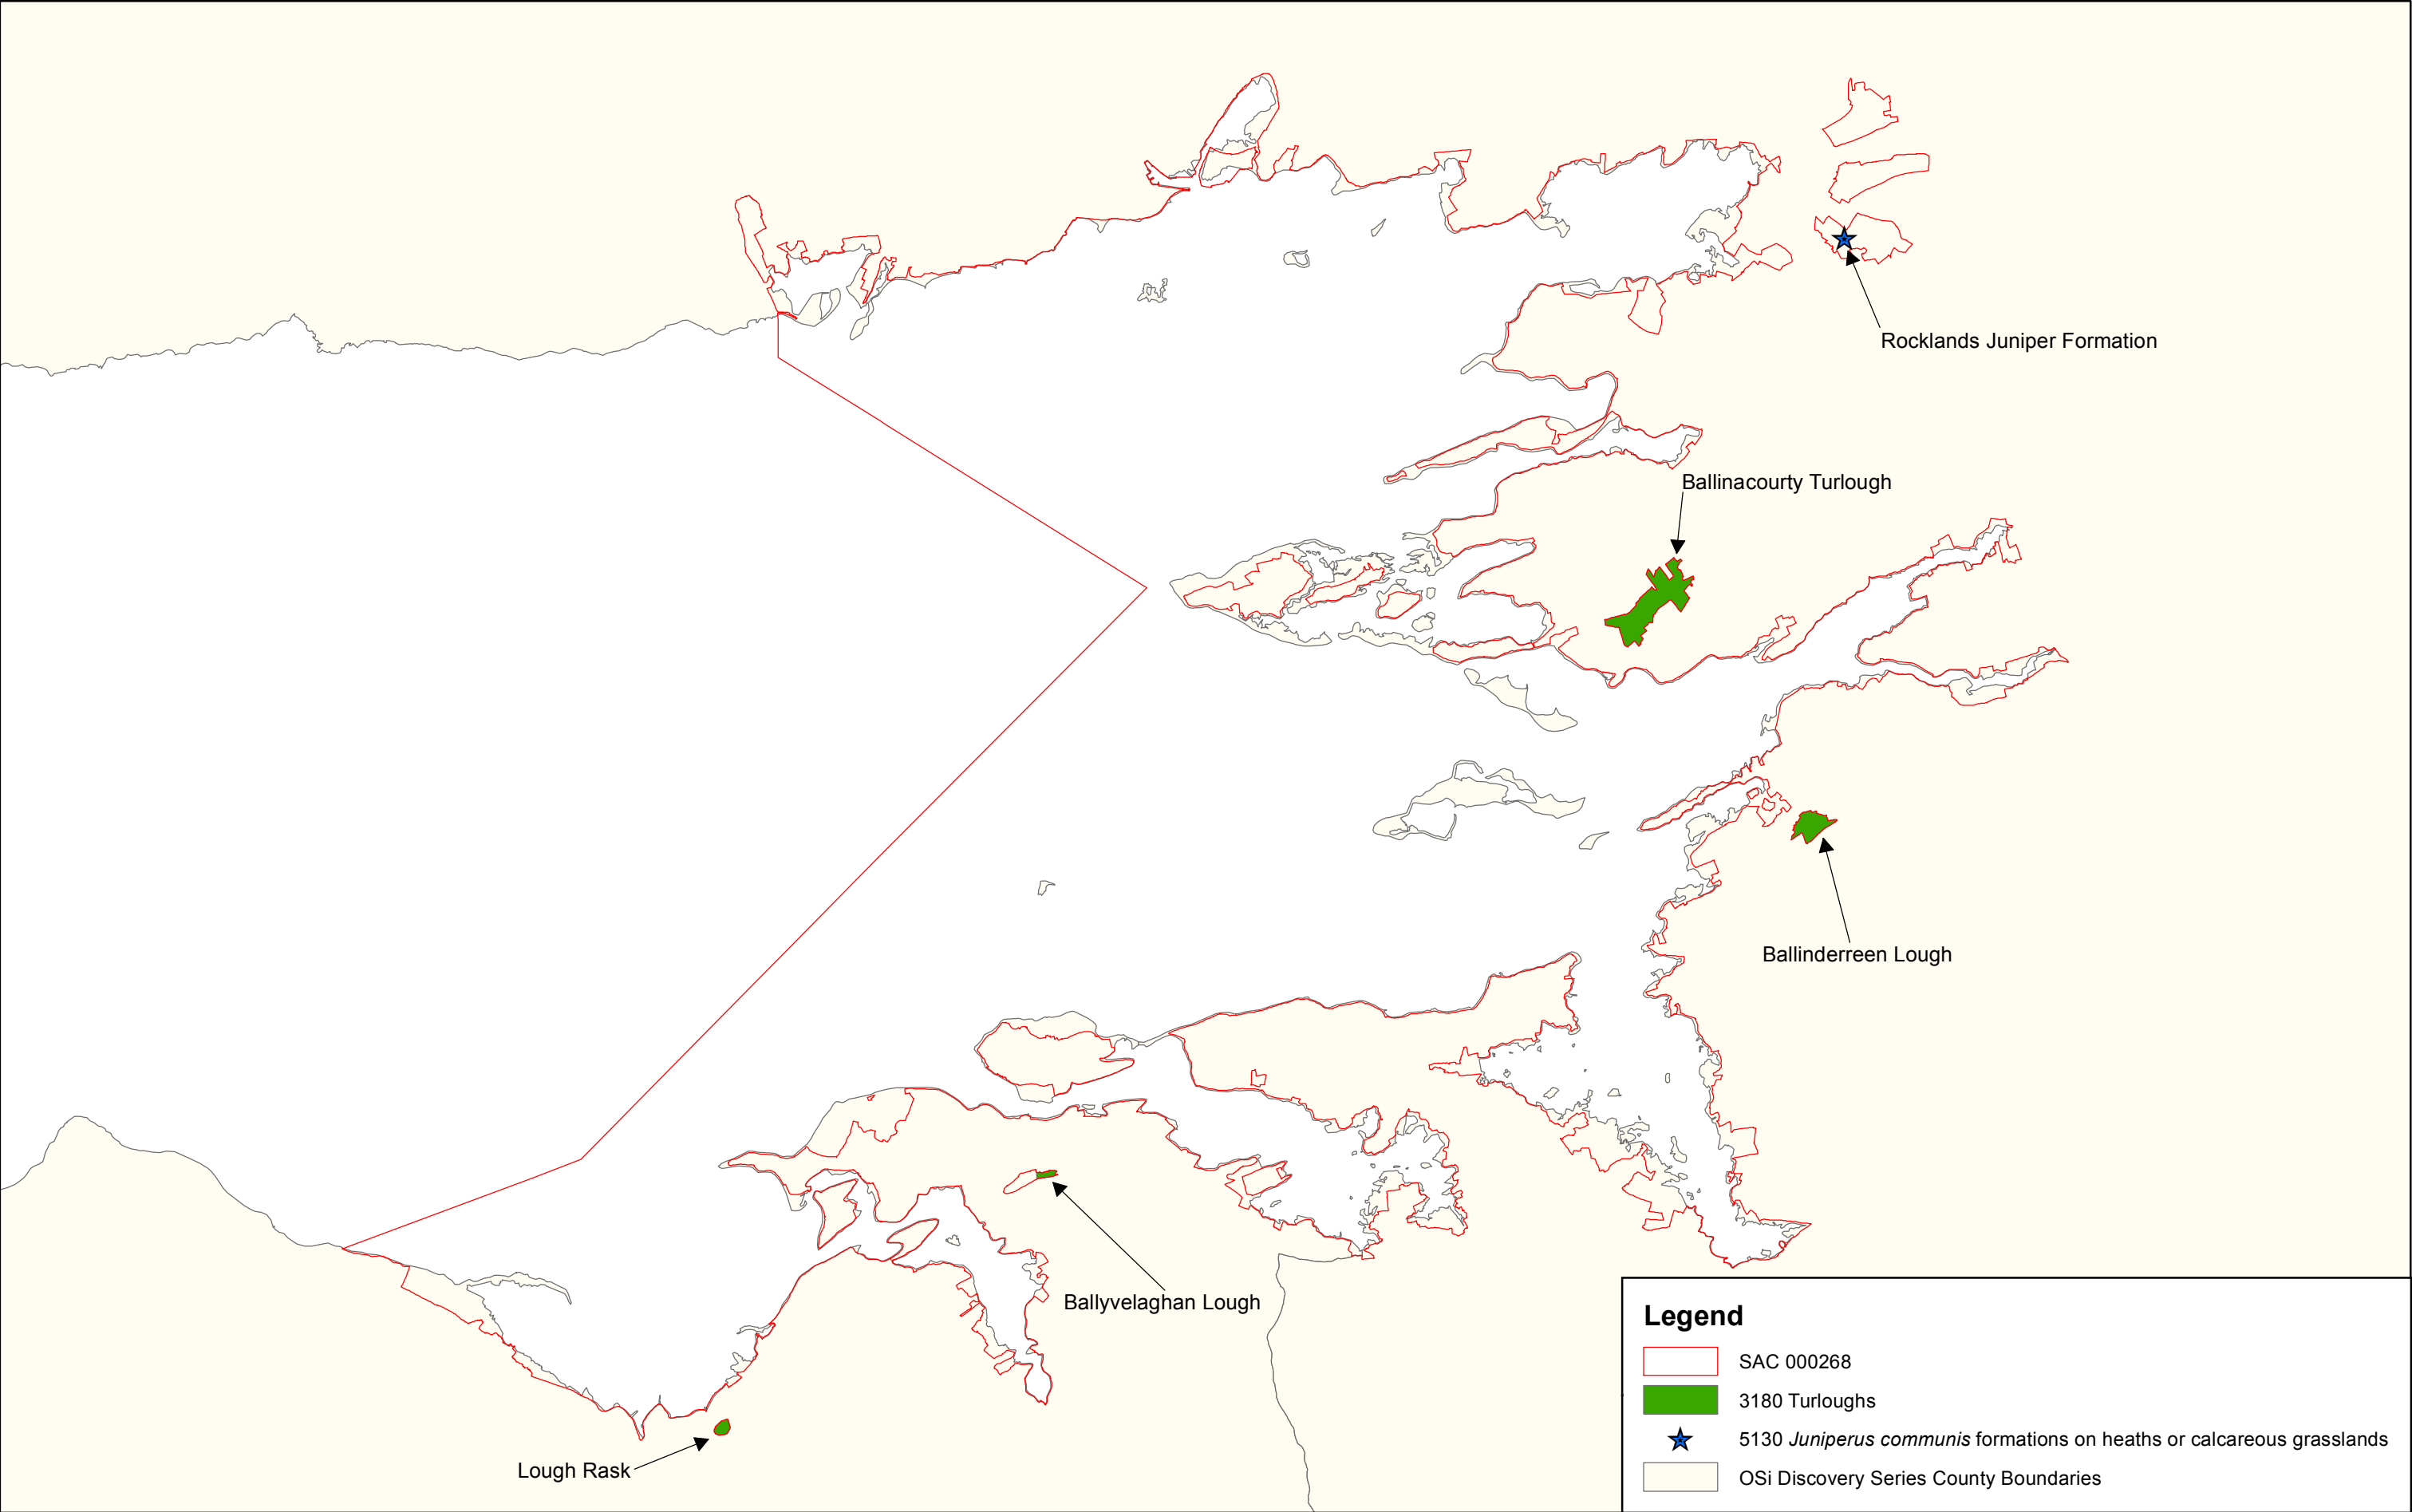 Rocklands Juniper Formation
Ballinacourty Turlough
Ballinderreen Lough
Ballyvelaghan Lough
Lough Rask
Legend
SAC 000268
3180 Turloughs
5130 Juniperus communis formations on heaths or calcareous grasslands
OSi Discovery Series County Boundaries